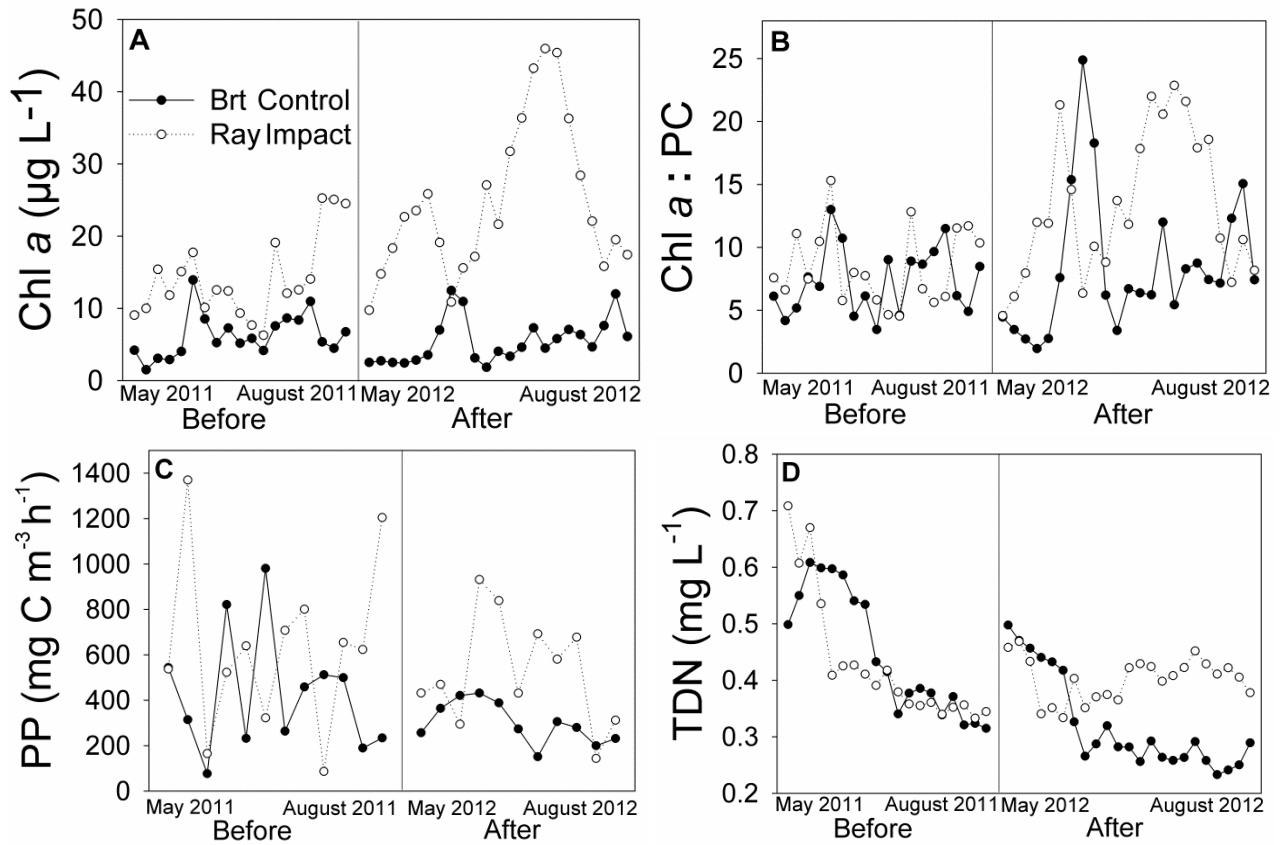 A
Chl a (µg L-1)
50
40
30
20
10
0
Brt Control
Ray Impact
May 2011
August 2011
May 2012
August 2012
Before
After
B
Chl a : PC
25
20
15
10
5
0
May 2011
August 2011
May 2012
August 2012
Before
After
C
PP (mg C m-3 h-1)
1400
1200
1000
800
600
400
200
0
May 2011
August 2011
May 2012
August 2012
Before
After
D
TDN (mg L-1)
0.8
0.7
0.6
0.5
0.4
0.3
0.2
May 2011
August 2011
May 2012
August 2012
Before
After